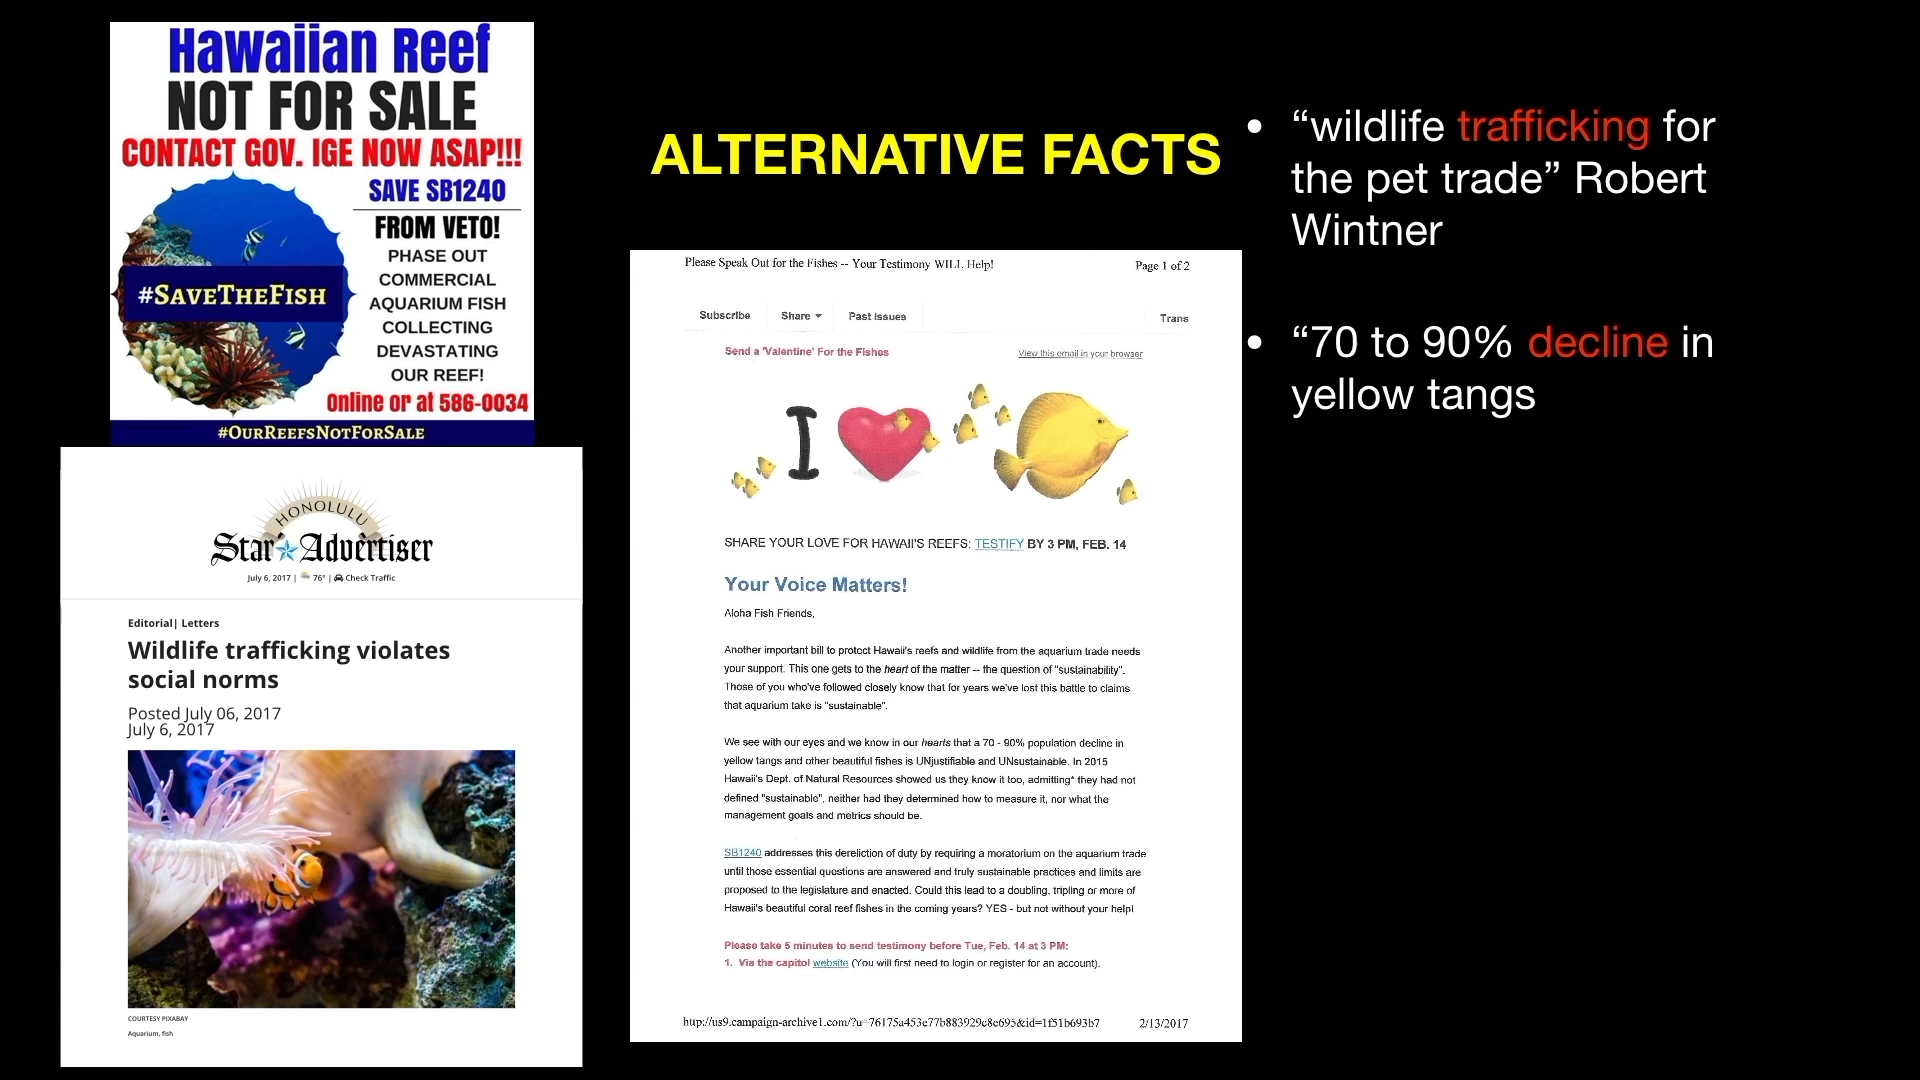 Hawaiian Reef
NOT FOR SALE
CONTACT GOV. IGE NOW ASAP!!!
SAVE SB1240
FROM VETO!
PHASE OUT
COMMERCIAL
AQUARIUM FISH
COLLECTING
DEVASTATING
OUR REEF!
#SAVETHEFISH
Online or at 586-0034
#OURREEFSNOTFORSALE
HONOLULU
Star Advertiser
July 6, 2017 | 76° | Check Traffic
Editorial| Letters
Wildlife trafficking violates
social norms
Posted July 06, 2017
July 6, 2017
COURTESY PIXABAY
Aquarium, fish
ALTERNATIVE FACTS
Please Speak Out for the Fishes -- Your Testimony WILL Help!
Page 1 of 2
Subscribe
Share
Past Issues
Trans
Send a 'Valentine' For the Fishes
View this email in your browser
I
SHARE YOUR LOVE FOR HAWAII'S REEFS: TESTIFY BY 3 PM, FEB. 14
Your Voice Matters!
Aloha Fish Friends,
Another important bill to protect Hawaii's reefs and wildlife from the aquarium trade needs
your support. This one gets to the heart of the matter -- the question of "sustainability".
Those of you who've followed closely know that for years we've lost this battle to claims
that aquarium take is "sustainable".
We see with our eyes and we know in our hearts that a 70 - 90% population decline in
yellow tangs and other beautiful fishes is UNjustifiable and UNsustainable. In 2015
Hawaii's Dept. of Natural Resources showed us they know it too, admitting* they had not
defined "sustainable", neither had they determined how to measure it, nor what the
management goals and metrics should be.
SB1240 addresses this dereliction of duty by requiring a moratorium on the aquarium trade
until those essential questions are answered and truly sustainable practices and limits are
proposed to the legislature and enacted. Could this lead to a doubling, tripling or more of
Hawaii's beautiful coral reef fishes in the coming years? YES - but not without your help!
Please take 5 minutes to send testimony before Tue, Feb. 14 at 3 PM:
1. Via the capitol website (You will first need to login or register for an account).
http://us9.campaign-archive1.com/?u=76175a453e77b883929c8e695&id=1f51b693b7
2/13/2017
• “wildlife trafficking for
the pet trade” Robert
Wintner
• “70 to 90% decline in
yellow tangs